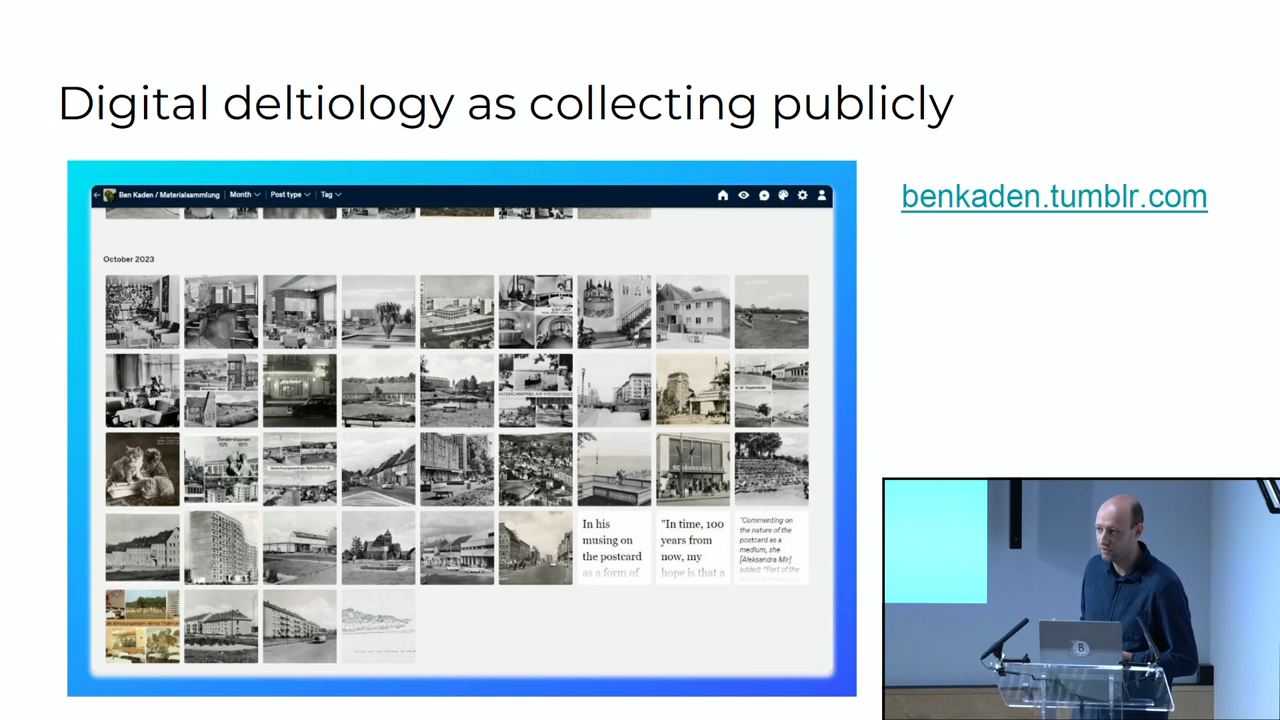 Digital deltiology as collecting publicly
Ben Kaden / Materialsammlung
Month
Post type
Tag
benkaden.tumblr.com
October 2023
In his
musing on
the postcard
as a form of
"In time, 100
years from
now, my
hope is that a
"Commenting on
the nature of the
postcard as a
medium, she
[Aleksandra Mir]
added: "Part of the
B